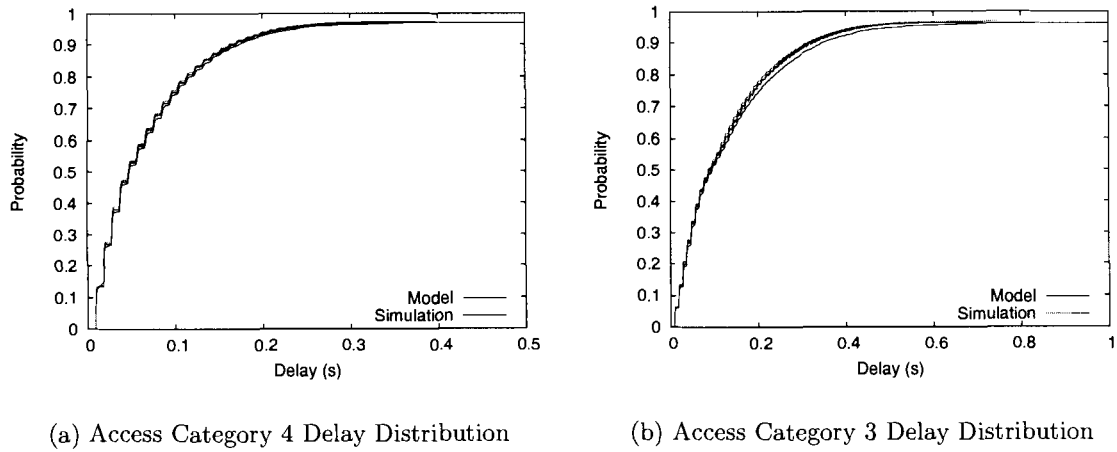 1
0.9
0.8
0.7
0.6
0.5
0.4
0.3
0.2
0.1
0
Probability
Model
Simulation
0 0.1 0.2 0.3 0.4 0.5
Delay (s)
(a) Access Category 4 Delay Distribution
1
0.9
0.8
0.7
0.6
0.5
0.4
0.3
0.2
0.1
0
Probability
Model
Simulation
0 0.2 0.4 0.6 0.8 1
Delay (s)
(b) Access Category 3 Delay Distribution